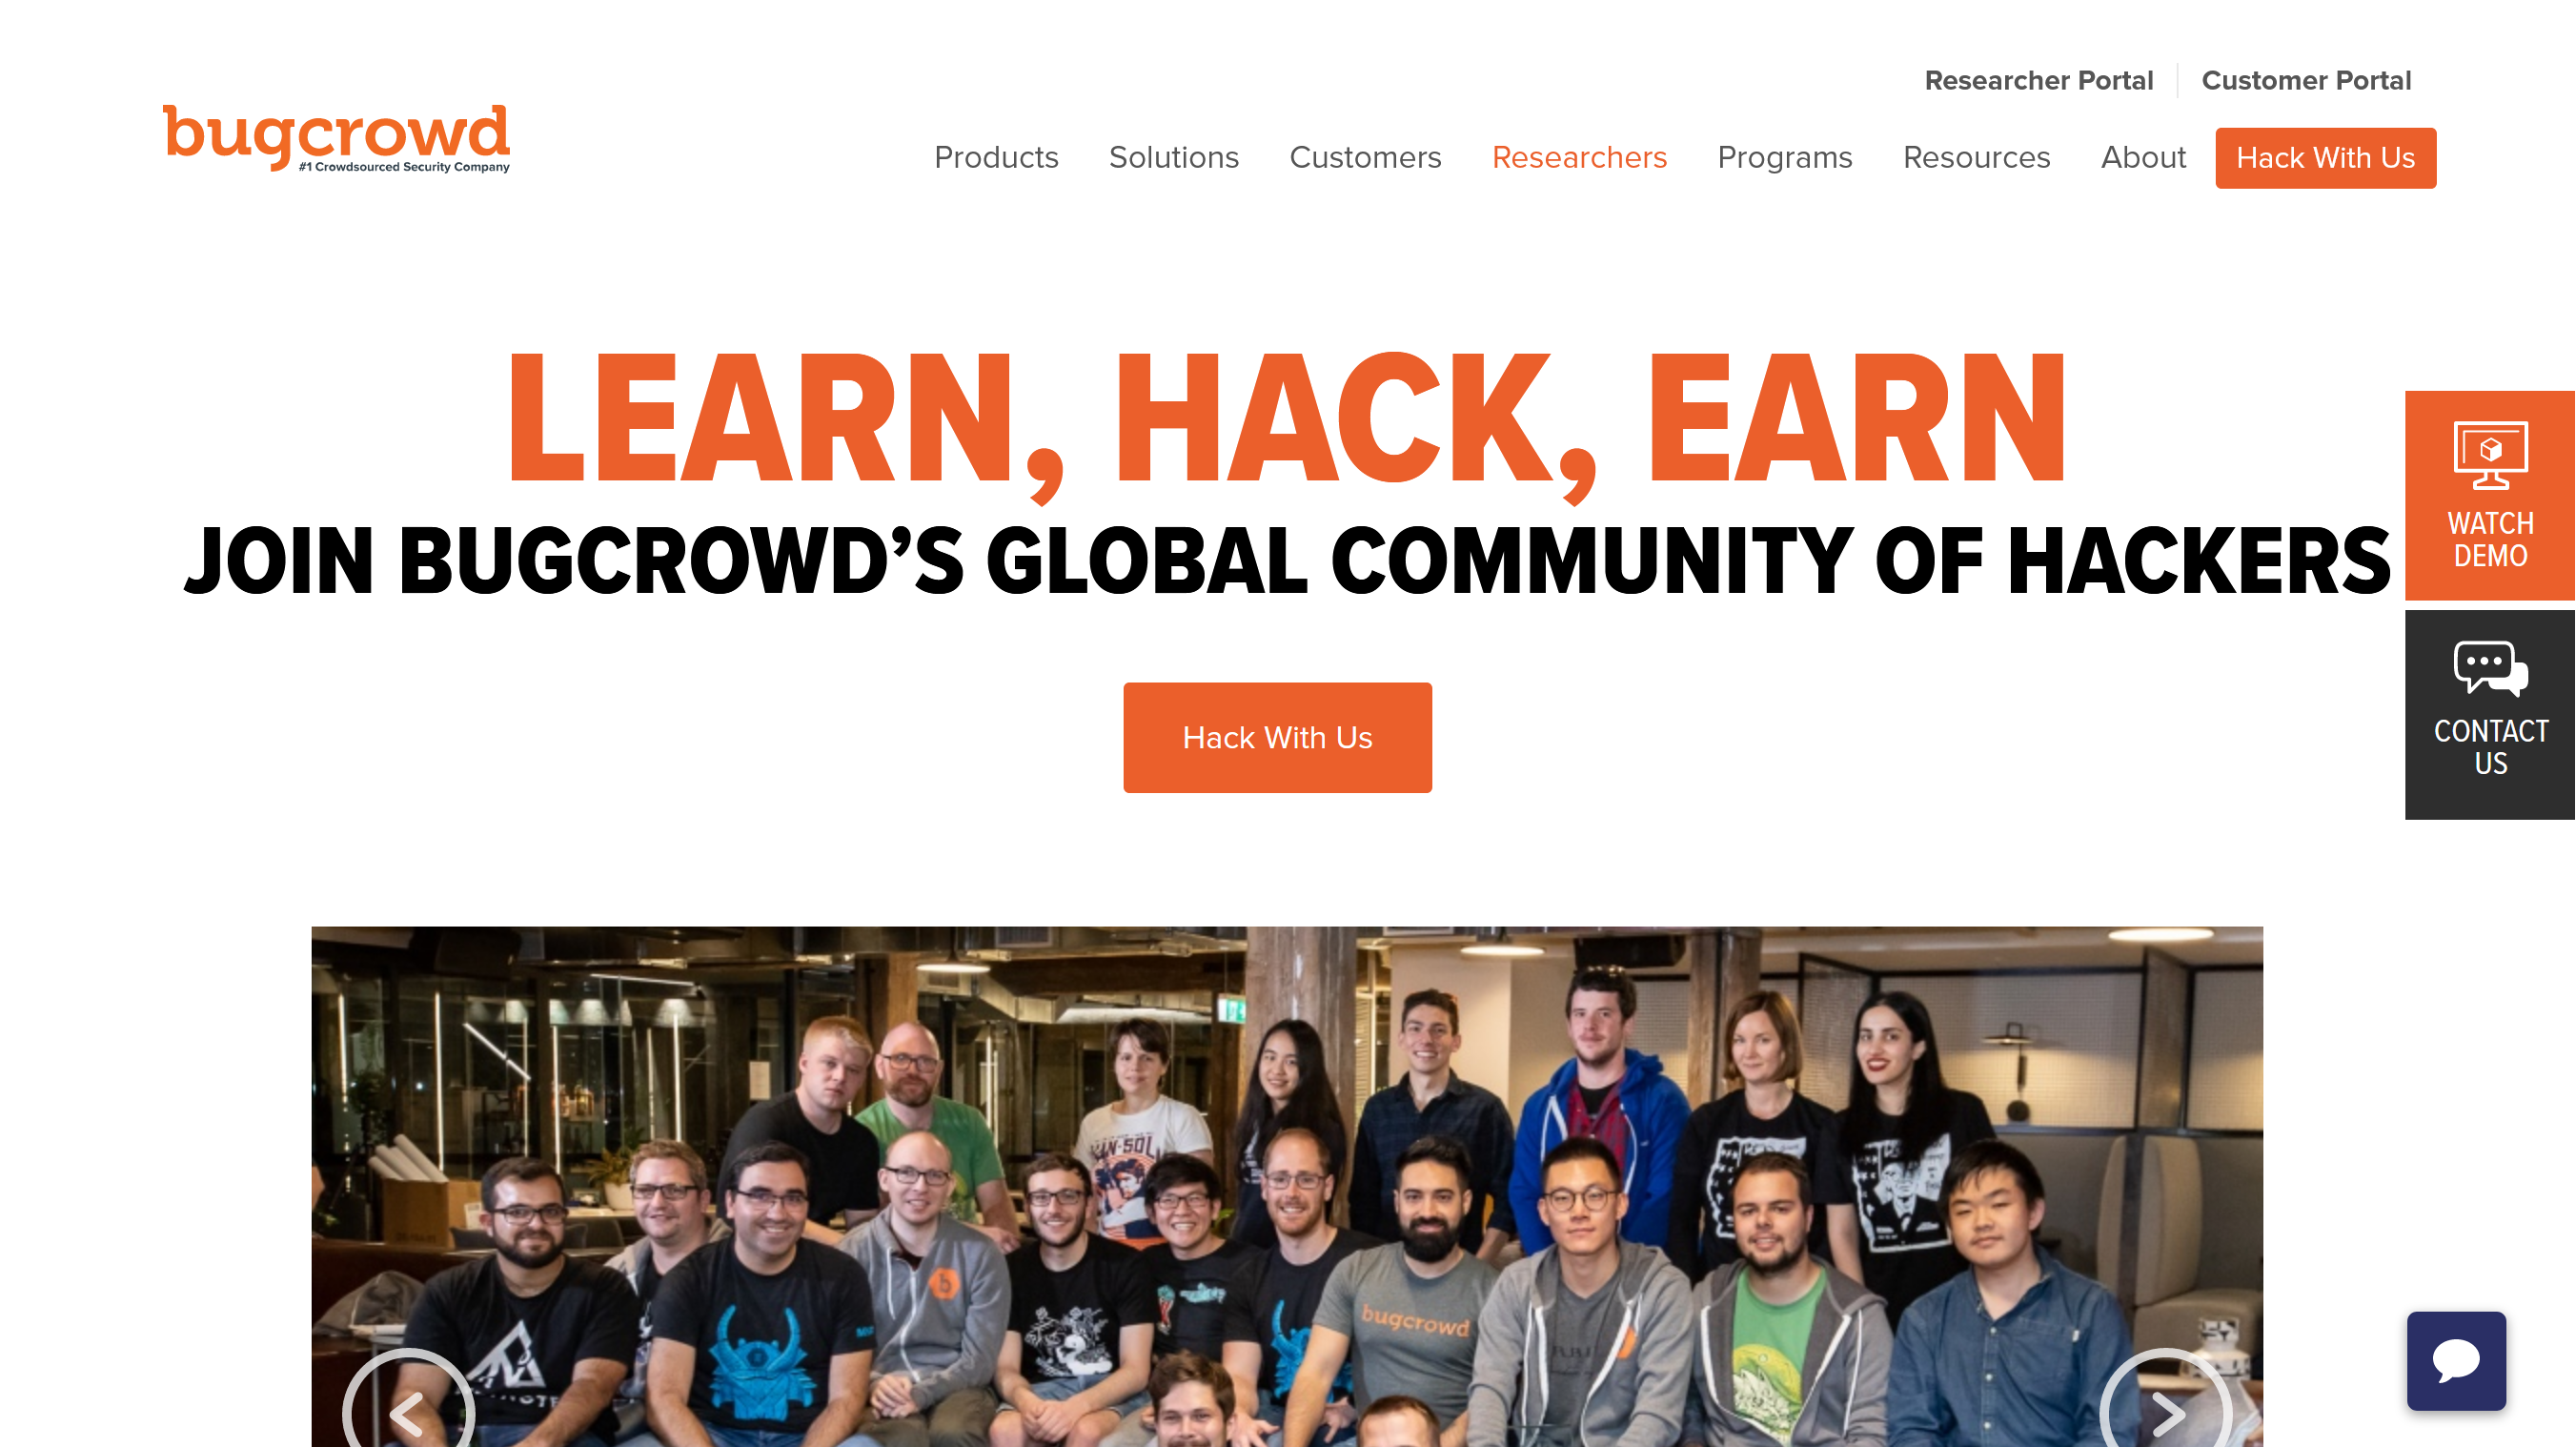 Researcher Portal
Customer Portal
bugcrowd
#1 Crowdsourced Security Company
Products
Solutions
Customers
Researchers
Programs
Resources
About
Hack With Us
LEARN, HACK, EARN
JOIN BUGCROWD’S GLOBAL COMMUNITY OF HACKERS
WATCH
DEMO
CONTACT
US
Hack With Us
bugcrowd